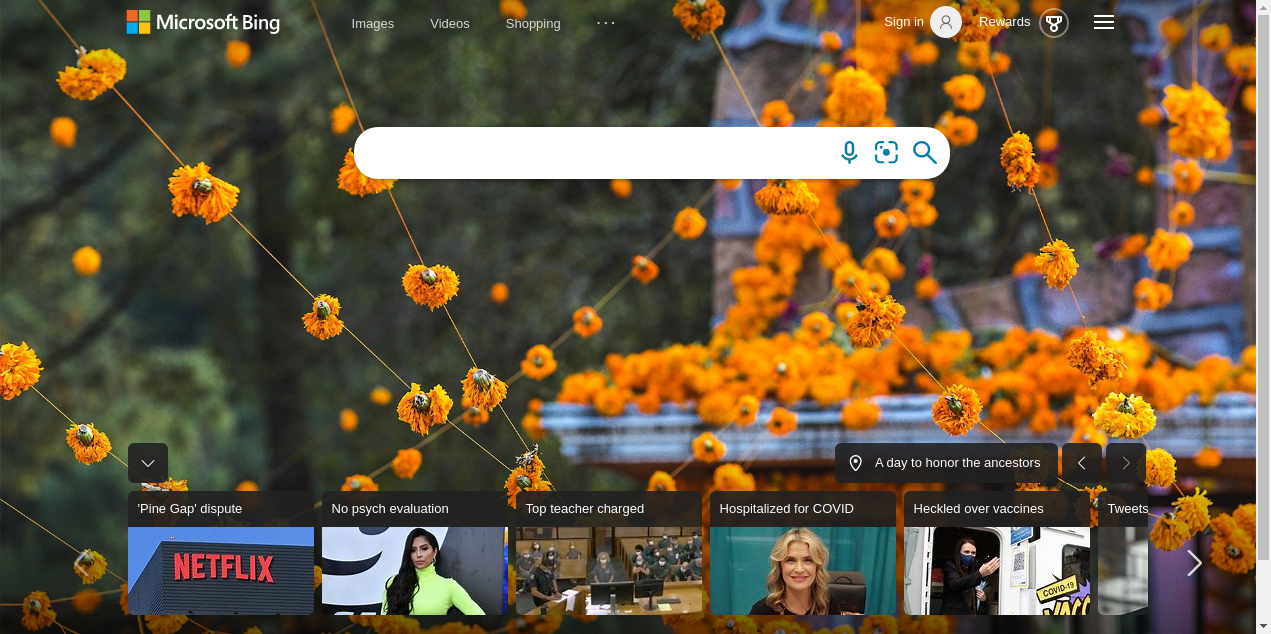 Microsoft Bing
Images
Videos
Shopping
...
Sign in
Rewards
A day to honor the ancestors
'Pine Gap' dispute
No psych evaluation
Top teacher charged
Hospitalized for COVID
Heckled over vaccines
Tweets
NETFLIX
COVID-19
VACC